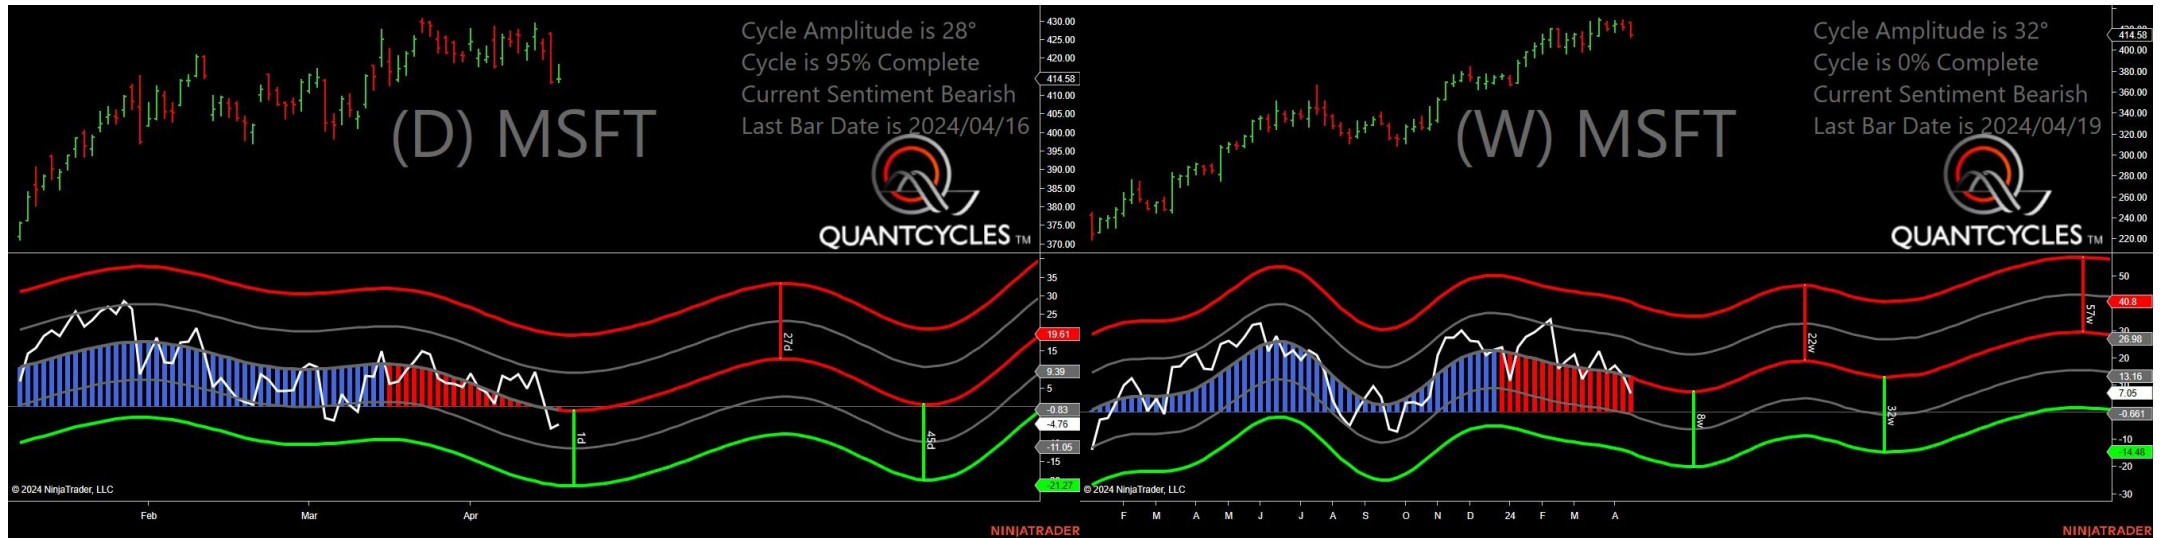 Cycle Amplitude is 28°
Cycle is 95% Complete
Current Sentiment Bearish
Last Bar Date is 2024/04/16
(D) MSFT
QUANTCYCLES TM
430.00
425.00
420.00
414.58
410.00
405.00
400.00
395.00
390.00
385.00
380.00
375.00
370.00
35
30
25
19.61
15
9.39
5
-0.83
-4.76
-11.05
-15
-21.27
27d
1d
45d
© 2024 NinjaTrader, LLC
Feb Mar Apr
NINJATRADER
Cycle Amplitude is 32°
Cycle is 0% Complete
Current Sentiment Bearish
Last Bar Date is 2024/04/19
(W) MSFT
QUANTCYCLES TM
414.58
400.00
380.00
360.00
340.00
320.00
300.00
280.00
260.00
240.00
220.00
50
40.8
30
26.98
20
13.16
7.05
-0.661
-10
-14.48
-20
-30
8w
22w
32w
57w
© 2024 NinjaTrader, LLC
F M A M J J A S O N D 24 F M A
NINJATRADER